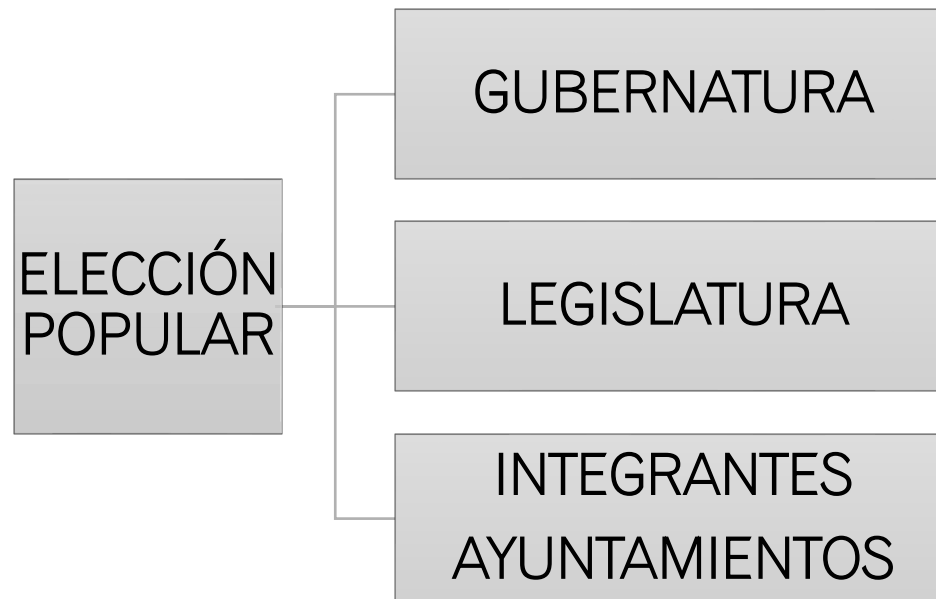 ELECCIÓN
POPULAR
GUBERNATURA
LEGISLATURA
INTEGRANTES
AYUNTAMIENTOS